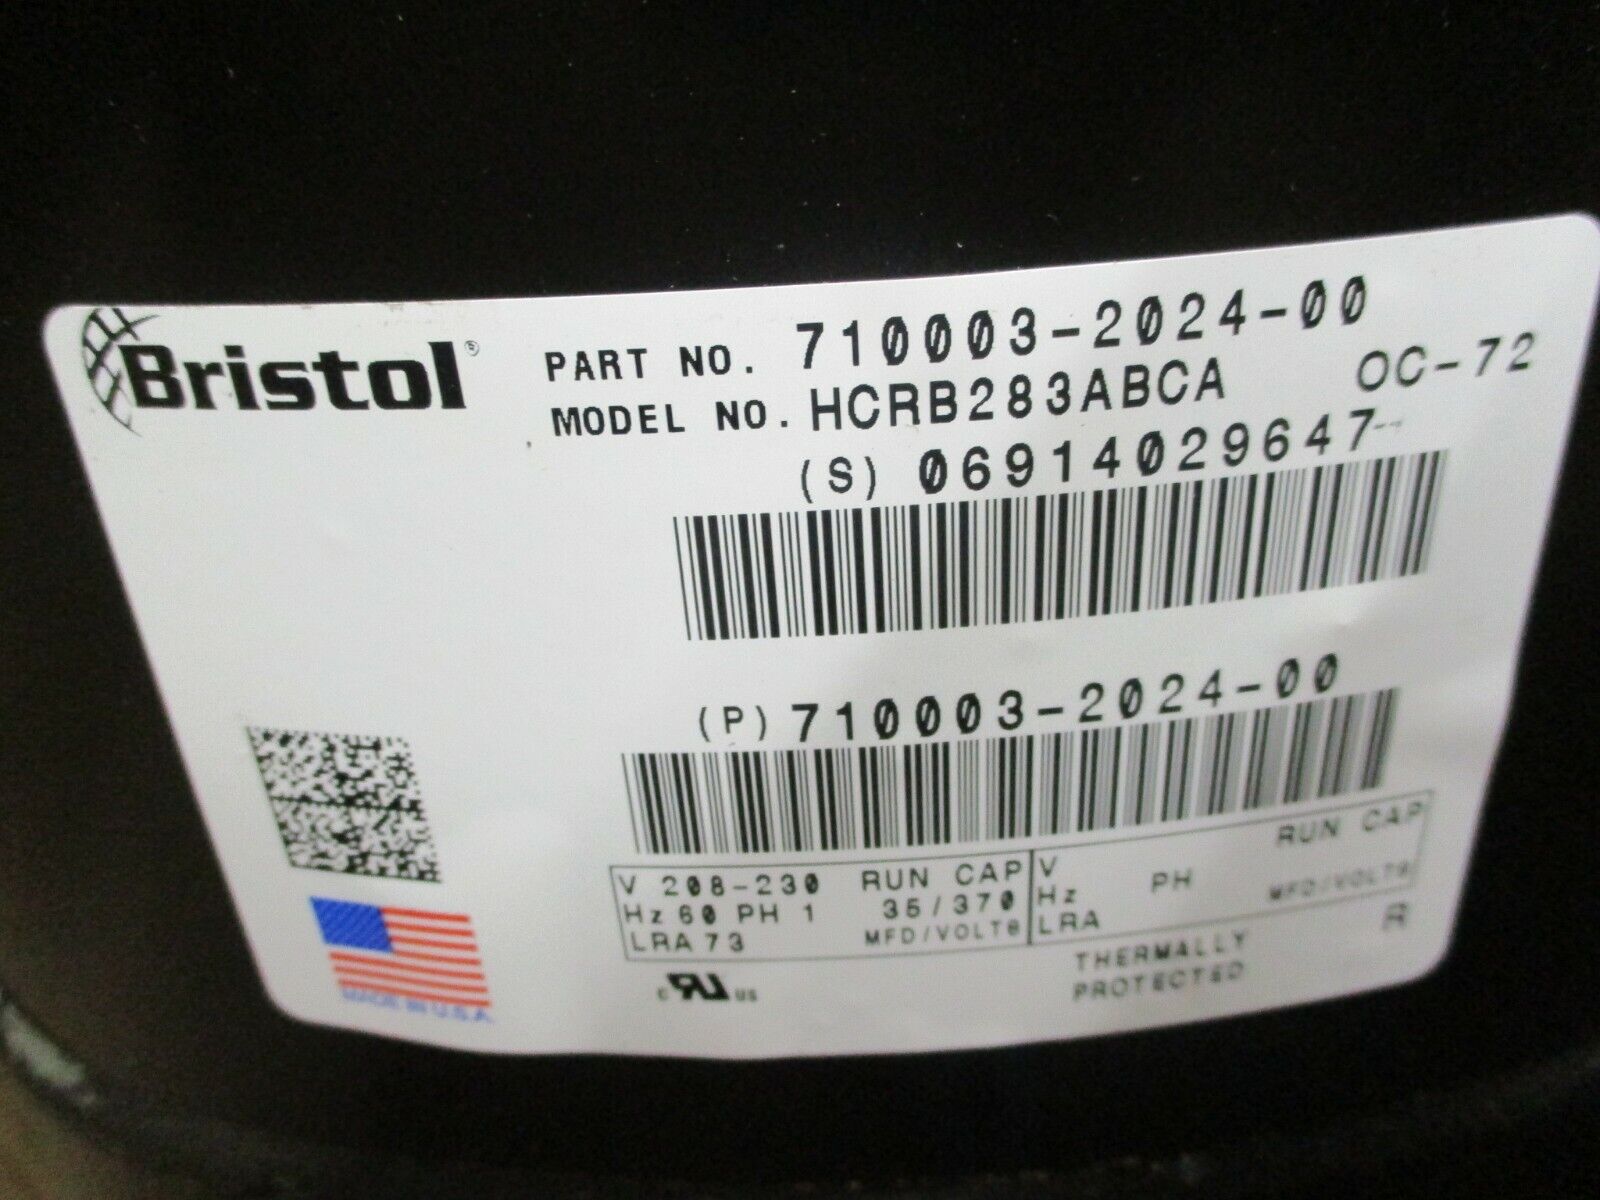 Bristol®
PART NO. 710003-2024-00
MODEL NO. HCRB283ABCA OC-72
(S) 06914029647
(P) 710003-2024-00
V 208-230 RUN CAP
Hz 60 PH 1 35/370
LRA 73 MFD/VOLTS
V RUN CAP
Hz PH MFD/VOLTS
LRA
c RU us
THERMALLY R
PROTECTED
MADE IN U.S.A.